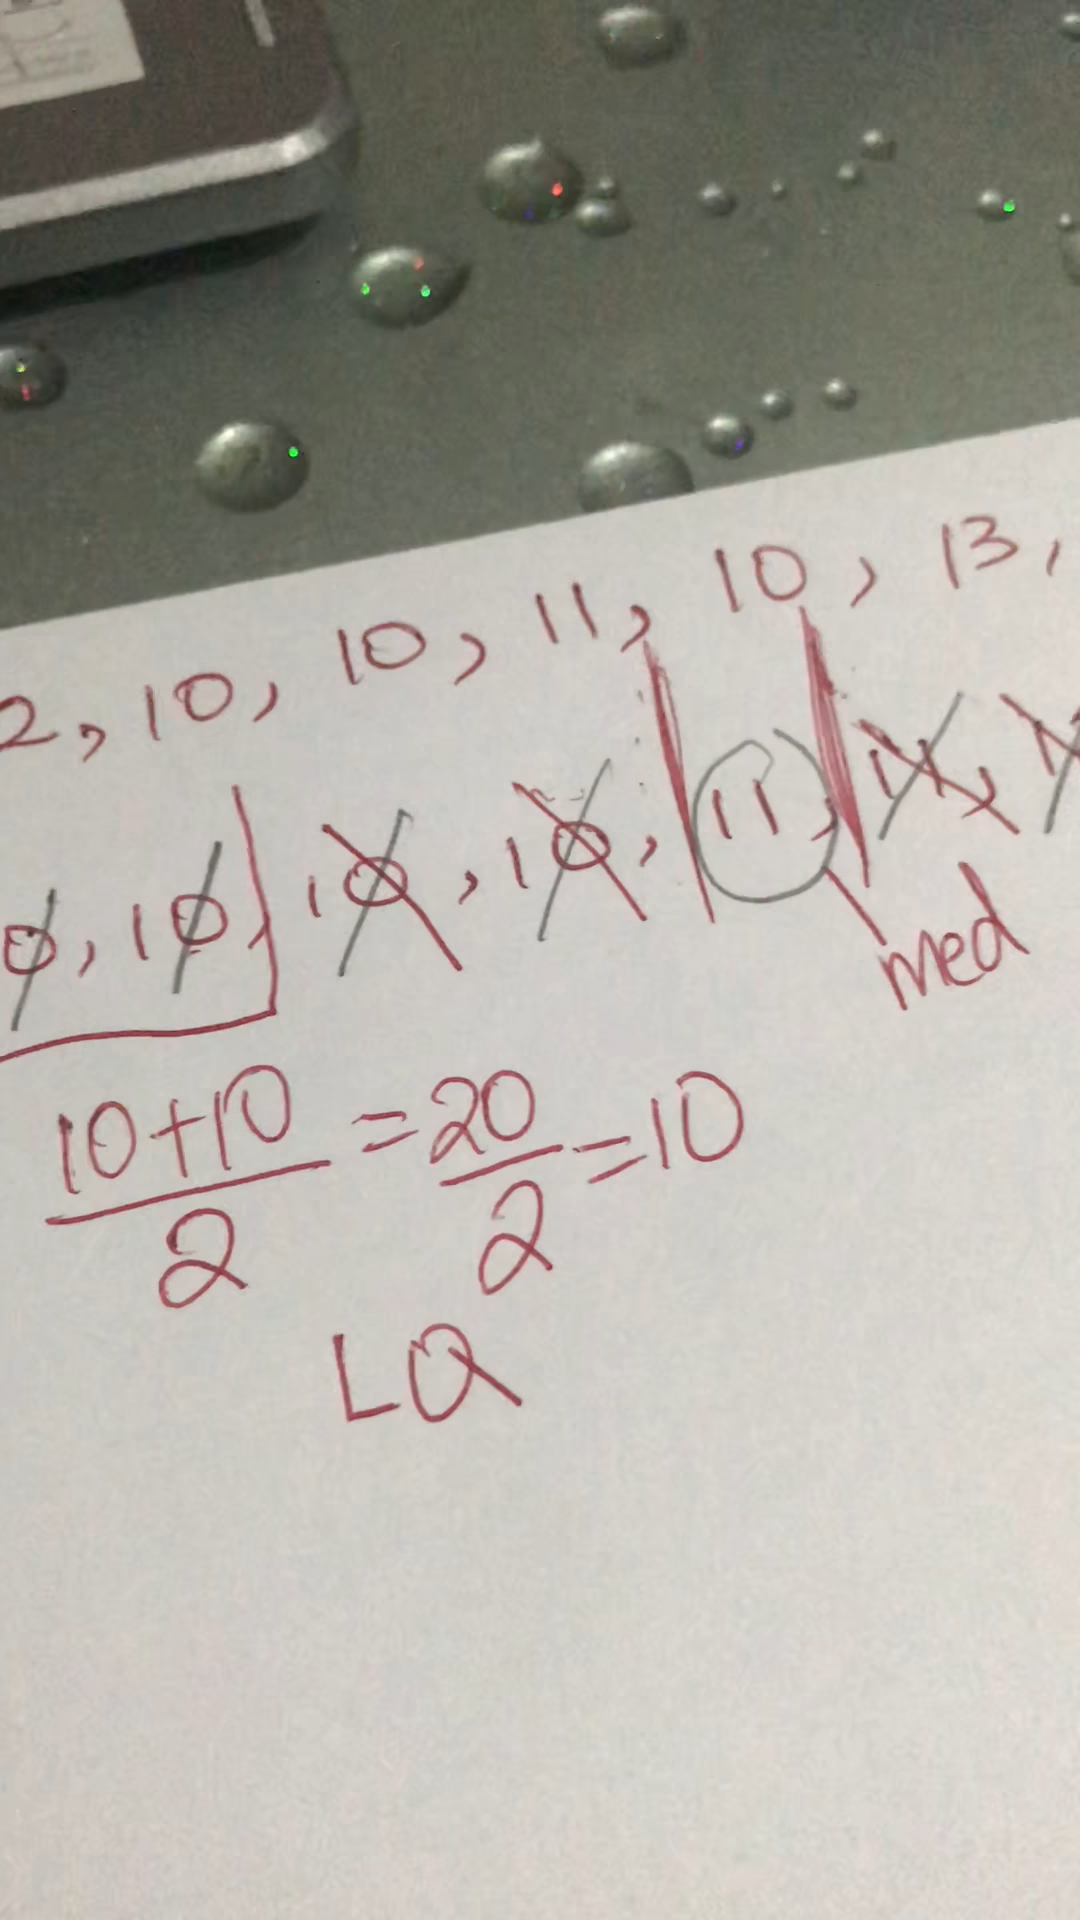 2, 10, 10, 11, 10, 13,
0, 10, 10, 10, 11, 11,
med
10+10/2 = 20/2 = 10
LQ